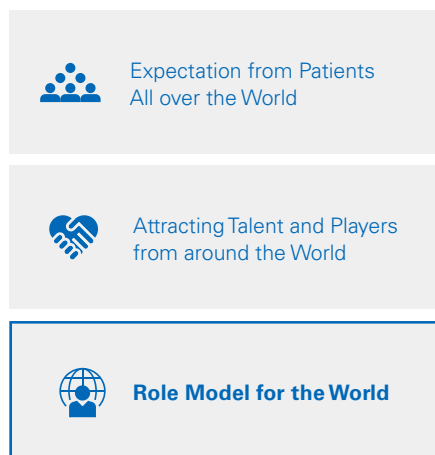 Expectation from Patients
All over the World
Attracting Talent and Players
from around the World
Role Model for the World